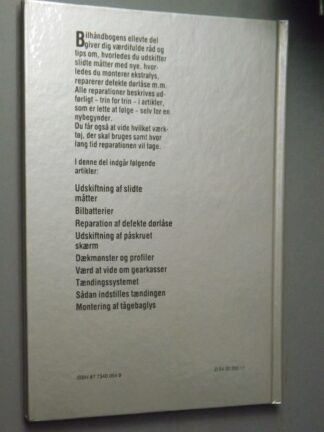 Bilhåndbogens ellevte del
giver dig værdifulde råd og
tips om, hvorledes du udskifter
slidte måtter med nye, hvor-
ledes du monterer ekstralys,
reparerer defekte dørlåse m.m.
Alle reparationer beskrives ud-
førligt - trin for trin - i artikler,
som er lette at følge - selv for en
nybegynder.
Du får også at vide hvilket værk-
tøj, der skal bruges samt hvor
lang tid reparationen vil tage.
I denne del indgår følgende
artikler:
Udskiftning af slidte
måtter
Bilbatterier
Reparation af defekte dørlåse
Udskiftning af påskruet
skærm
Dækmønster og profiler
Værd at vide om gearkasser
Tændingssystemet
Sådan indstilles tændingen
Montering af tågebaglys